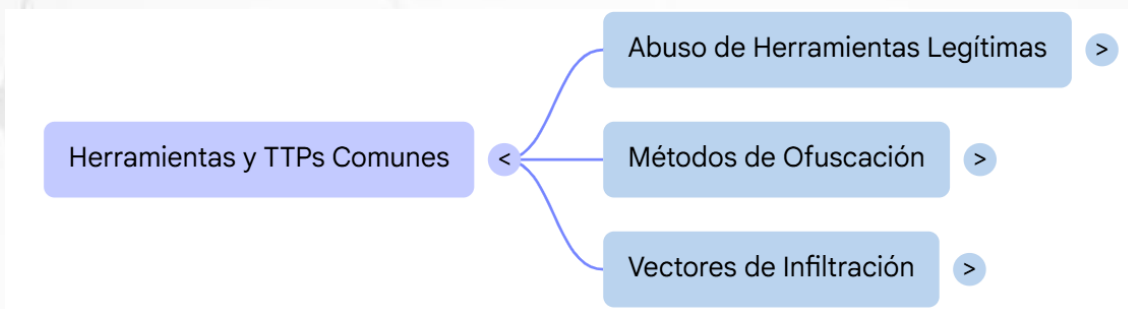 Herramientas y TTPs Comunes
<
Abuso de Herramientas Legítimas
>
Métodos de Ofuscación
>
Vectores de Infiltración
>